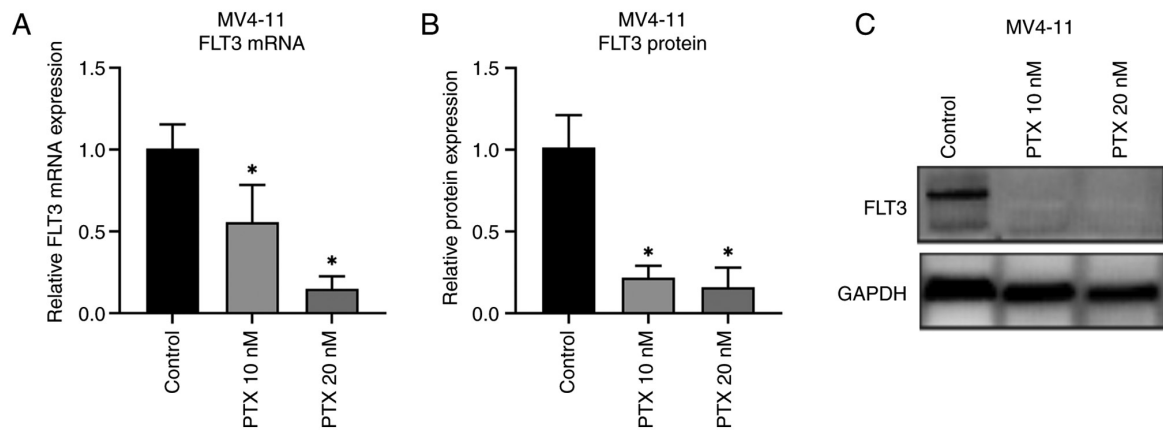 A
MV4-11
FLT3 mRNA
Relative FLT3 mRNA expression
1.5
1.0
0.5
0.0
*
*
Control
PTX 10 nM
PTX 20 nM
B
MV4-11
FLT3 protein
Relative protein expression
1.5
1.0
0.5
0.0
*
*
Control
PTX 10 nM
PTX 20 nM
C
MV4-11
Control
PTX 10 nM
PTX 20 nM
FLT3
GAPDH